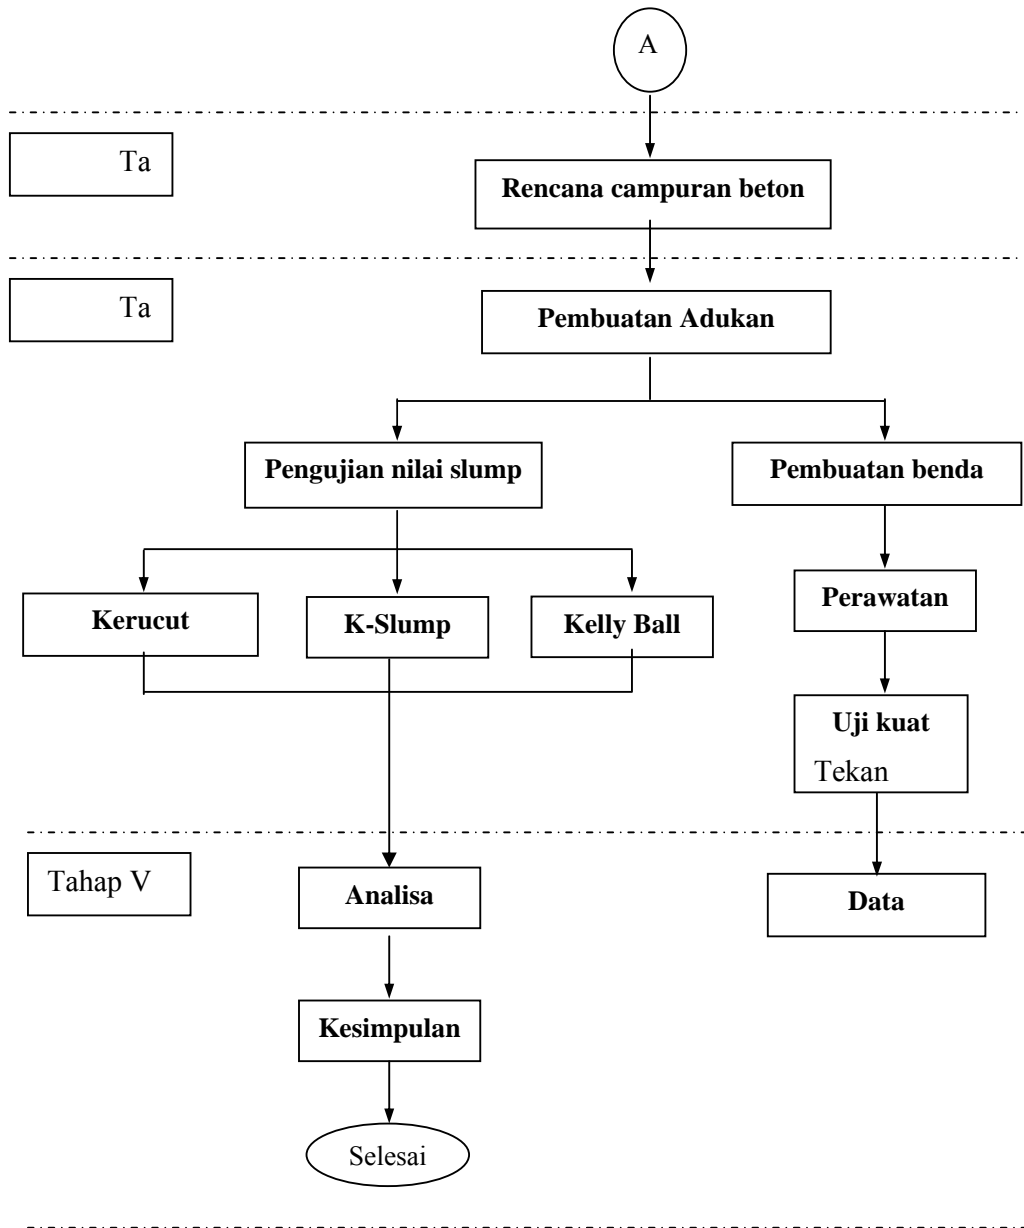 A
Ta
Rencana campuran beton
Ta
Pembuatan Adukan
Pengujian nilai slump
Pembuatan benda
Kerucut
K-Slump
Kelly Ball
Perawatan
Uji kuat
Tekan
Tahap V
Analisa
Data
Kesimpulan
Selesai